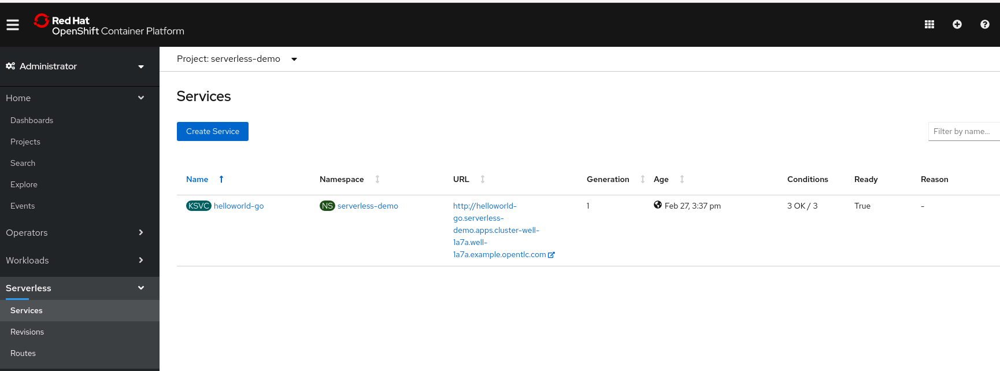 Red Hat
OpenShift Container Platform
Administrator
Home
Dashboards
Projects
Search
Explore
Events
Operators
Workloads
Serverless
Services
Revisions
Routes
Project: serverless-demo
Services
Create Service
Filter by name...
Name Namespace URL Generation Age Conditions Ready Reason
KSVC helloworld-go NS serverless-demo http://helloworld- 1 Feb 27, 3:37 pm 3 OK / 3 True -
go.serverless-
demo.apps.cluster-well-
1a7a.well-
1a7a.example.opentlc.com